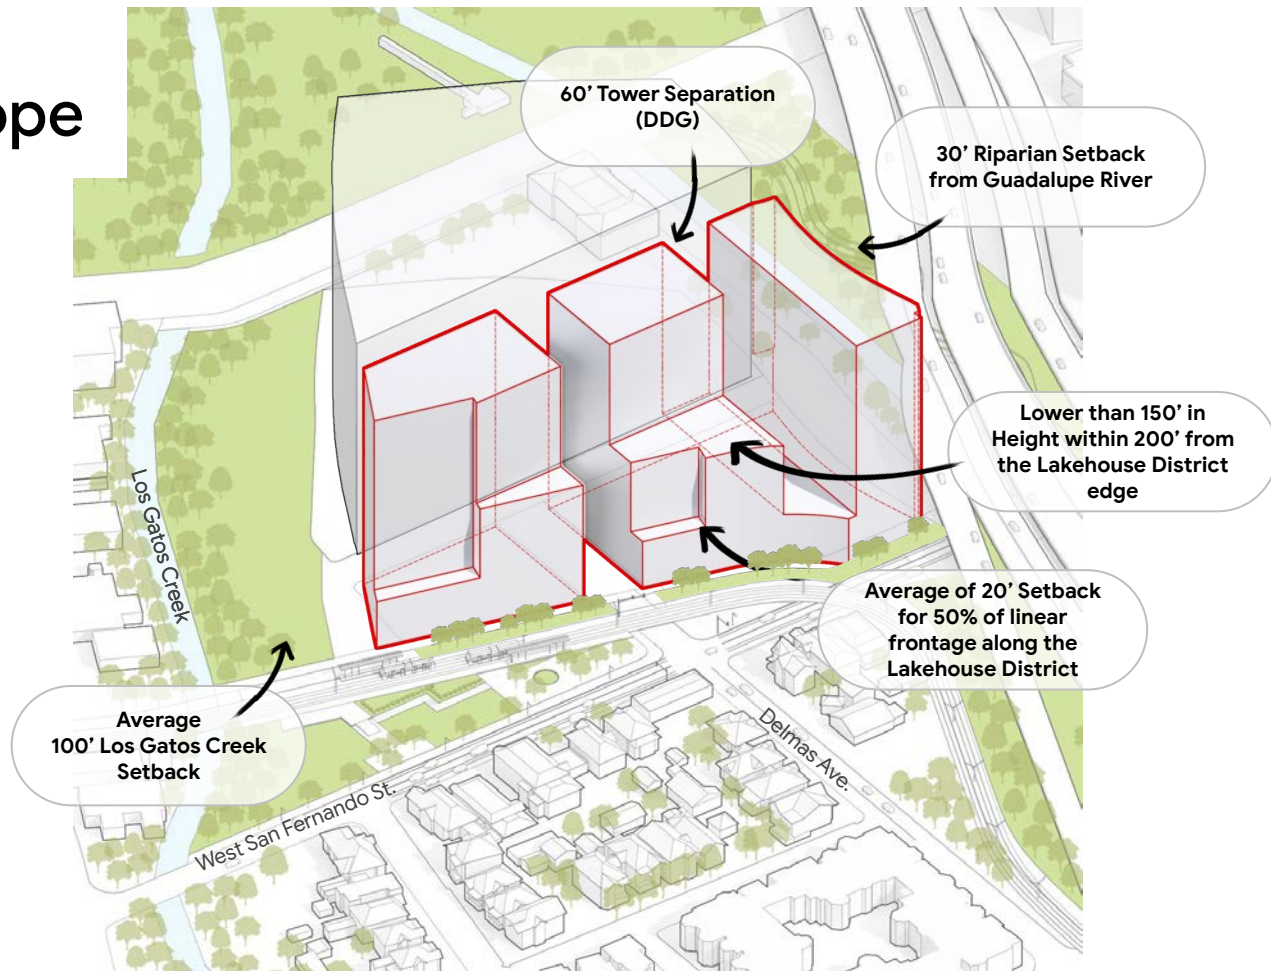 ope
60’ Tower Separation
(DDG)
30’ Riparian Setback
from Guadalupe River
Lower than 150’ in
Height within 200’ from
the Lakehouse District
edge
Average of 20’ Setback
for 50% of linear
frontage along the
Lakehouse District
Los Gatos Creek
Average
100’ Los Gatos Creek
Setback
Delmas Ave.
West San Fernando St.